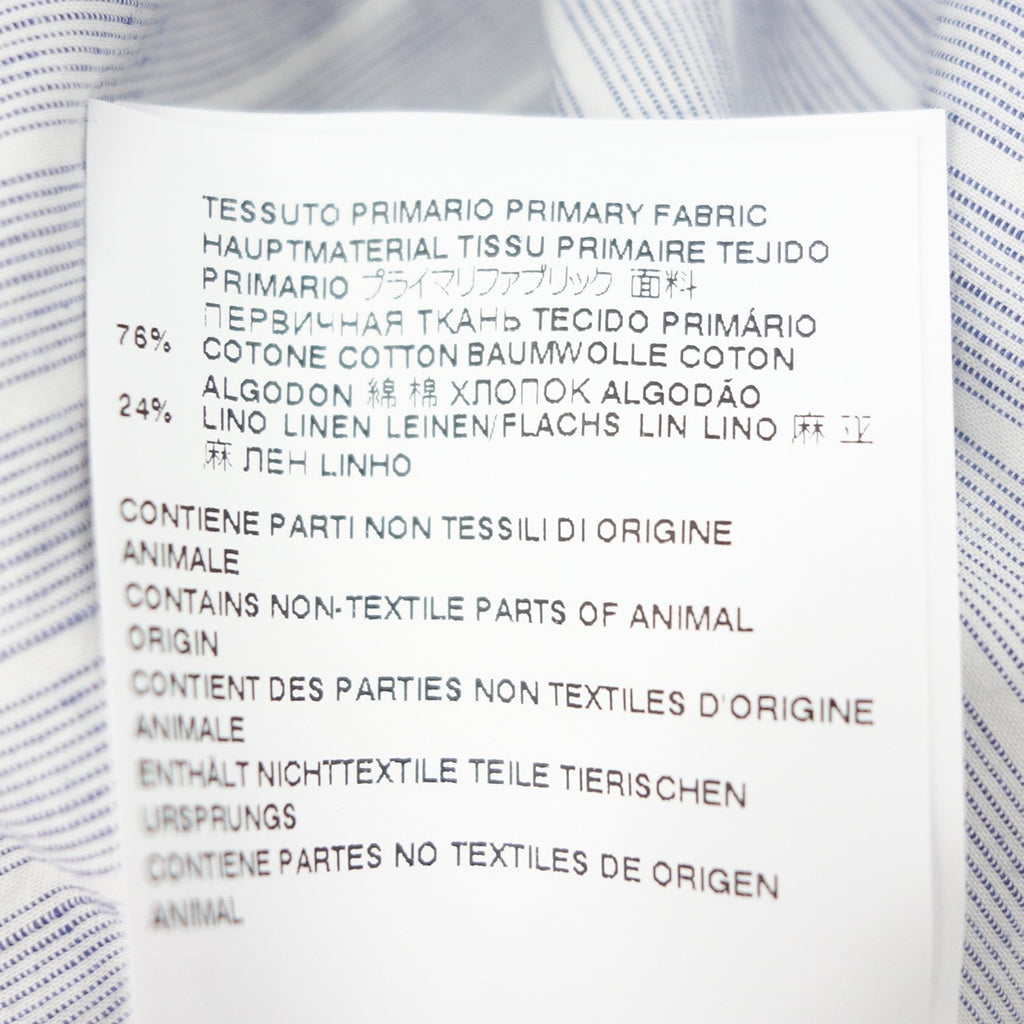 TESSUTO PRIMARIO PRIMARY FABRIC
HAUPTMATERIAL TISSU PRIMAIRE TEJIDO
PRIMARIO プライマリファブリック 面料
ПЕРВИЧНАЯ ТКАНЬ TECIDO PRIMÁRIO
76% COTONE COTTON BAUMWOLLE COTON
ALGODON 綿 棉 ХЛОПОК ALGODÃO
24% LINO LINEN LEINEN/FLACHS LIN LINO 麻 亚
麻 ЛЕН LINHO
CONTIENE PARTI NON TESSILI DI ORIGINE
ANIMALE
CONTAINS NON-TEXTILE PARTS OF ANIMAL
ORIGIN
CONTIENT DES PARTIES NON TEXTILES D'ORIGINE
ANIMALE
ENTHÄLT NICHTTEXTILE TEILE TIERISCHEN
URSPRUNGS
CONTIENE PARTES NO TEXTILES DE ORIGEN
ANIMAL